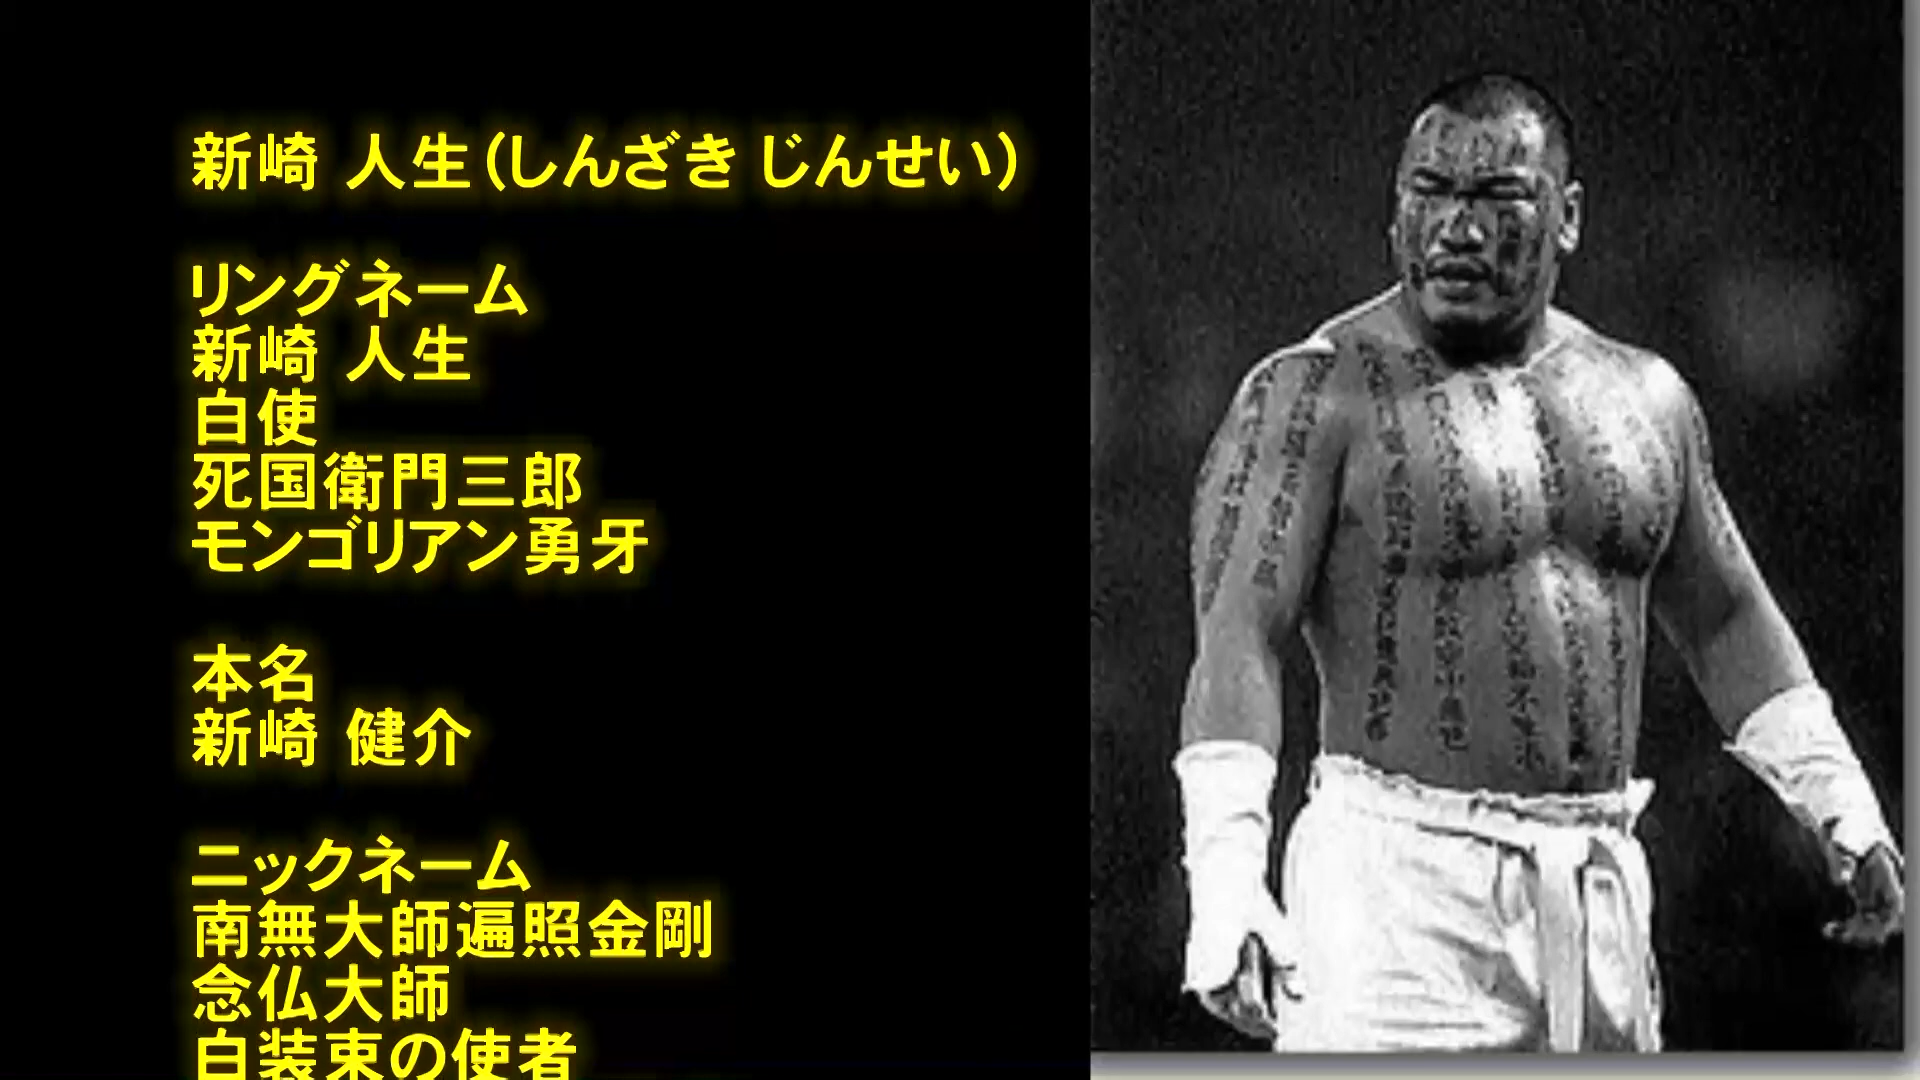 新崎 人生(しんざき じんせい)
リングネーム
新崎 人生
白使
死国衛門三郎
モンゴリアン勇牙
本名
新崎 健介
ニックネーム
南無大師遍照金剛
念仏大師
白装束の使者